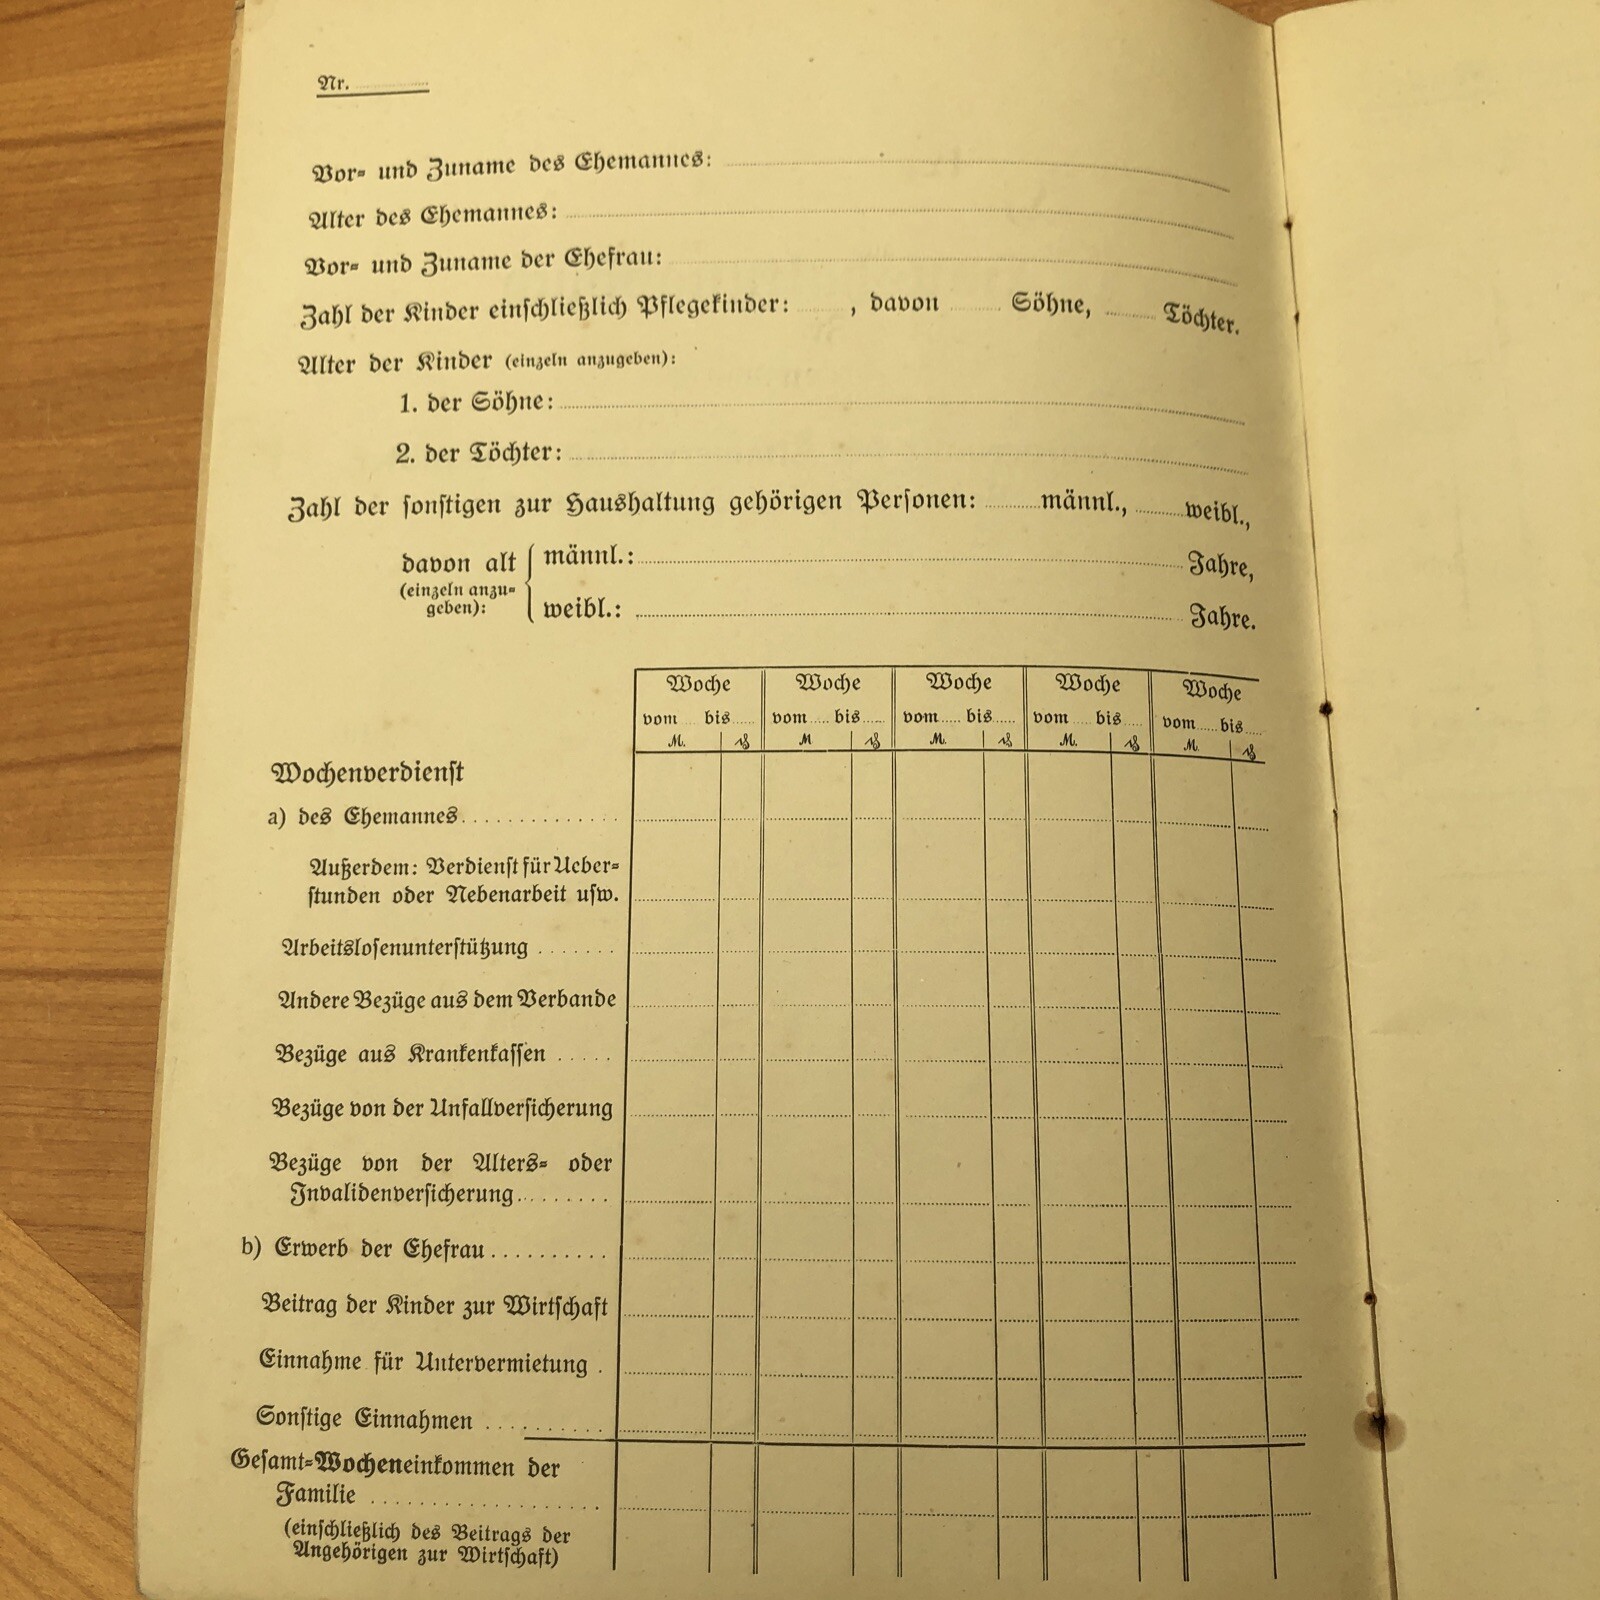 Nr.
Vor- und Zuname des Ehemannes:
Alter des Ehemannes:
Vor- und Zuname der Ehefrau:
Zahl der Kinder einschließlich Pflegekinder: , davon Söhne, Töchter.
Alter der Kinder (einzeln anzugeben):
1. der Söhne:
2. der Töchter:
Zahl der sonstigen zur Haushaltung gehörigen Personen: männl., weibl.,
davon alt
(einzeln anzu-
geben):
männl.: Jahre,
weibl.: Jahre.
Woche Woche Woche Woche Woche
vom bis vom bis vom bis vom bis vom bis
M. ₰ M ₰ M. ₰ M. ₰ M. ₰
Wochenverdienst
a) des Ehemannes
Außerdem: Verdienst für Ueber-
stunden oder Nebenarbeit usw.
Arbeitslosenunterstützung
Andere Bezüge aus dem Verbande
Bezüge aus Krankenkassen
Bezüge von der Unfallversicherung
Bezüge von der Alters- oder
Invalidenversicherung
b) Erwerb der Ehefrau
Beitrag der Kinder zur Wirtschaft
Einnahme für Untervermietung
Sonstige Einnahmen
Gesamt-Wocheneinkommen der
Familie
(einschließlich des Beitrags der
Angehörigen zur Wirtschaft)